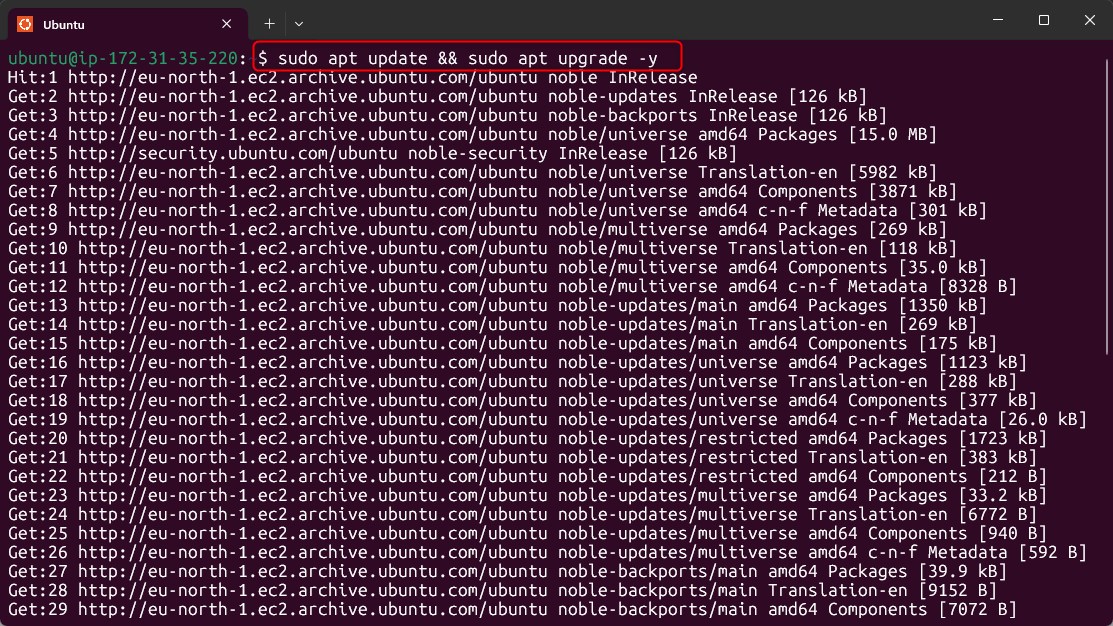 Ubuntu
ubuntu@ip-172-31-35-220:~$ sudo apt update && sudo apt upgrade -y
Hit:1 http://eu-north-1.ec2.archive.ubuntu.com/ubuntu noble InRelease
Get:2 http://eu-north-1.ec2.archive.ubuntu.com/ubuntu noble-updates InRelease [126 kB]
Get:3 http://eu-north-1.ec2.archive.ubuntu.com/ubuntu noble-backports InRelease [126 kB]
Get:4 http://eu-north-1.ec2.archive.ubuntu.com/ubuntu noble/universe amd64 Packages [15.0 MB]
Get:5 http://security.ubuntu.com/ubuntu noble-security InRelease [126 kB]
Get:6 http://eu-north-1.ec2.archive.ubuntu.com/ubuntu noble/universe Translation-en [5982 kB]
Get:7 http://eu-north-1.ec2.archive.ubuntu.com/ubuntu noble/universe amd64 Components [3871 kB]
Get:8 http://eu-north-1.ec2.archive.ubuntu.com/ubuntu noble/universe amd64 c-n-f Metadata [301 kB]
Get:9 http://eu-north-1.ec2.archive.ubuntu.com/ubuntu noble/multiverse amd64 Packages [269 kB]
Get:10 http://eu-north-1.ec2.archive.ubuntu.com/ubuntu noble/multiverse Translation-en [118 kB]
Get:11 http://eu-north-1.ec2.archive.ubuntu.com/ubuntu noble/multiverse amd64 Components [35.0 kB]
Get:12 http://eu-north-1.ec2.archive.ubuntu.com/ubuntu noble/multiverse amd64 c-n-f Metadata [8328 B]
Get:13 http://eu-north-1.ec2.archive.ubuntu.com/ubuntu noble-updates/main amd64 Packages [1350 kB]
Get:14 http://eu-north-1.ec2.archive.ubuntu.com/ubuntu noble-updates/main Translation-en [269 kB]
Get:15 http://eu-north-1.ec2.archive.ubuntu.com/ubuntu noble-updates/main amd64 Components [175 kB]
Get:16 http://eu-north-1.ec2.archive.ubuntu.com/ubuntu noble-updates/universe amd64 Packages [1123 kB]
Get:17 http://eu-north-1.ec2.archive.ubuntu.com/ubuntu noble-updates/universe Translation-en [288 kB]
Get:18 http://eu-north-1.ec2.archive.ubuntu.com/ubuntu noble-updates/universe amd64 Components [377 kB]
Get:19 http://eu-north-1.ec2.archive.ubuntu.com/ubuntu noble-updates/universe amd64 c-n-f Metadata [26.0 kB]
Get:20 http://eu-north-1.ec2.archive.ubuntu.com/ubuntu noble-updates/restricted amd64 Packages [1723 kB]
Get:21 http://eu-north-1.ec2.archive.ubuntu.com/ubuntu noble-updates/restricted Translation-en [383 kB]
Get:22 http://eu-north-1.ec2.archive.ubuntu.com/ubuntu noble-updates/restricted amd64 Components [212 B]
Get:23 http://eu-north-1.ec2.archive.ubuntu.com/ubuntu noble-updates/multiverse amd64 Packages [33.2 kB]
Get:24 http://eu-north-1.ec2.archive.ubuntu.com/ubuntu noble-updates/multiverse Translation-en [6772 B]
Get:25 http://eu-north-1.ec2.archive.ubuntu.com/ubuntu noble-updates/multiverse amd64 Components [940 B]
Get:26 http://eu-north-1.ec2.archive.ubuntu.com/ubuntu noble-updates/multiverse amd64 c-n-f Metadata [592 B]
Get:27 http://eu-north-1.ec2.archive.ubuntu.com/ubuntu noble-backports/main amd64 Packages [39.9 kB]
Get:28 http://eu-north-1.ec2.archive.ubuntu.com/ubuntu noble-backports/main Translation-en [9152 B]
Get:29 http://eu-north-1.ec2.archive.ubuntu.com/ubuntu noble-backports/main amd64 Components [7072 B]